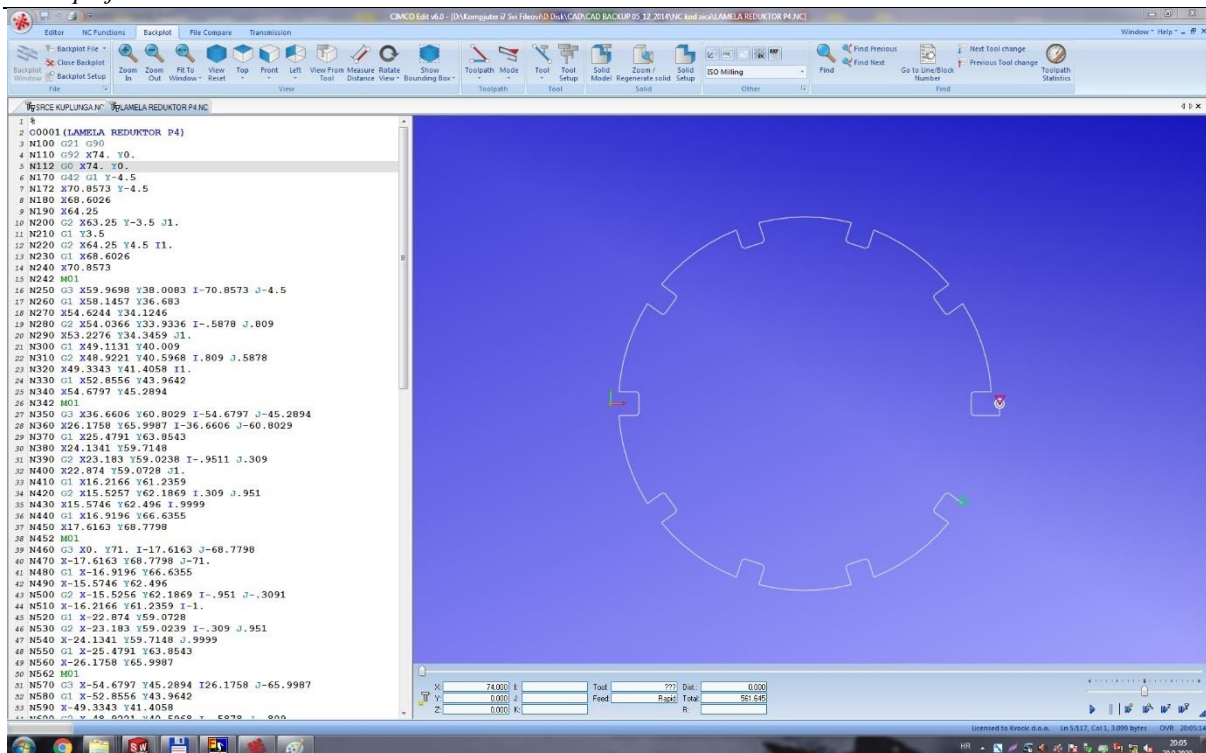 CIMCO Edit v6.0 - [D:\Kompjuter i7 Svi Fileovi\D Disk\CAD\CAD BACKUP 05_12_2014\NC kod zica\LAMELA REDUKTOR P4.NC]
Editor NC Functions Backplot File Compare Transmission Window Help
Backplot Window
Backplot File
Close Backplot
Backplot Setup
Zoom In
Zoom Out
Fit To Window
View Reset
Top
Front
Left
View From Tool
Measure Distance
Rotate View
Show Bounding Box
Toolpath
Mode
Tool
Tool Setup
Solid Model
Zoom / Regenerate solid
Solid Setup
ISO Milling
Find
Find Previous
Find Next
Go to Line/Block Number
Next Tool change
Previous Tool change
Toolpath Statistics
File View Toolpath Tool Solid Other Find
SRCE KUPLUNGA.NC LAMELA REDUKTOR P4.NC
1 %
2 O0001(LAMELA REDUKTOR P4)
3 N100 G21 G90
4 N110 G92 X74. Y0.
5 N112 G0 X74. Y0.
6 N170 G42 G1 Y-4.5
7 N172 X70.8573 Y-4.5
8 N180 X68.6026
9 N190 X64.25
10 N200 G2 X63.25 Y-3.5 J1.
11 N210 G1 Y3.5
12 N220 G2 X64.25 Y4.5 I1.
13 N230 G1 X68.6026
14 N240 X70.8573
15 N242 M01
16 N250 G3 X59.9698 Y38.0083 I-70.8573 J-4.5
17 N260 G1 X58.1457 Y36.683
18 N270 X54.6244 Y34.1246
19 N280 G2 X54.0366 Y33.9336 I-.5878 J.809
20 N290 X53.2276 Y34.3459 J1.
21 N300 G1 X49.1131 Y40.009
22 N310 G2 X48.9221 Y40.5968 I.809 J.5878
23 N320 X49.3343 Y41.4058 I1.
24 N330 G1 X52.8556 Y43.9642
25 N340 X54.6797 Y45.2894
26 N342 M01
27 N350 G3 X36.6606 Y60.8029 I-54.6797 J-45.2894
28 N360 X26.1758 Y65.9987 I-36.6606 J-60.8029
29 N370 G1 X25.4791 Y63.8543
30 N380 X24.1341 Y59.7148
31 N390 G2 X23.183 Y59.0238 I-.9511 J.309
32 N400 X22.874 Y59.0728 J1.
33 N410 G1 X16.2166 Y61.2359
34 N420 G2 X15.5257 Y62.1869 I.309 J.951
35 N430 X15.5746 Y62.496 I.9999
36 N440 G1 X16.9196 Y66.6355
37 N450 X17.6163 Y68.7798
38 N452 M01
39 N460 G3 X0. Y71. I-17.6163 J-68.7798
40 N470 X-17.6163 Y68.7798 J-71.
41 N480 G1 X-16.9196 Y66.6355
42 N490 X-15.5746 Y62.496
43 N500 G2 X-15.5256 Y62.1869 I-.951 J-.3091
44 N510 X-16.2166 Y61.2359 I-1.
45 N520 G1 X-22.874 Y59.0728
46 N530 G2 X-23.183 Y59.0239 I-.309 J.951
47 N540 X-24.1341 Y59.7148 J.9999
48 N550 G1 X-25.4791 Y63.8543
49 N560 X-26.1758 Y65.9987
50 N562 M01
51 N570 G3 X-54.6797 Y45.2894 I26.1758 J-65.9987
52 N580 G1 X-52.8556 Y43.9642
53 N590 X-49.3343 Y41.4058
X: 74.000 I: Tool ??? Dist.: 0.000
Y: 0.000 J: Feed Rapid Total: 561.645
Z: 0.000 K: R:
Licensed to Kvocic d.o.o. Ln 5/117, Col 1, 3.099 bytes OVR 20:05:14
HR 20:05